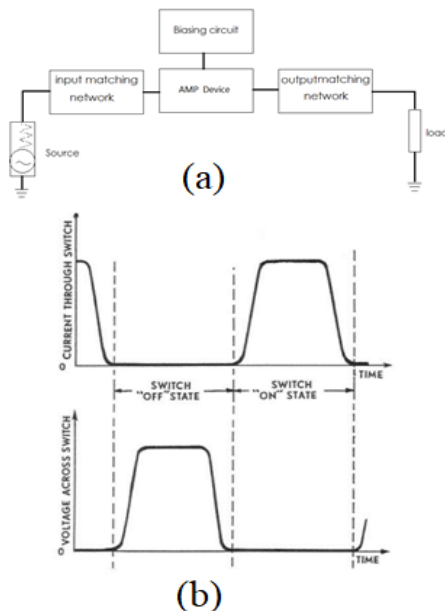 Biasing circuit
input matching
network
AMP Device
outputmatching
network
Source
load
(a)
CURRENT THROUGH SWITCH
0
TIME
SWITCH
"OFF" STATE
SWITCH
"ON" STATE
VOLTAGE ACROSS SWITCH
0
TIME
(b)